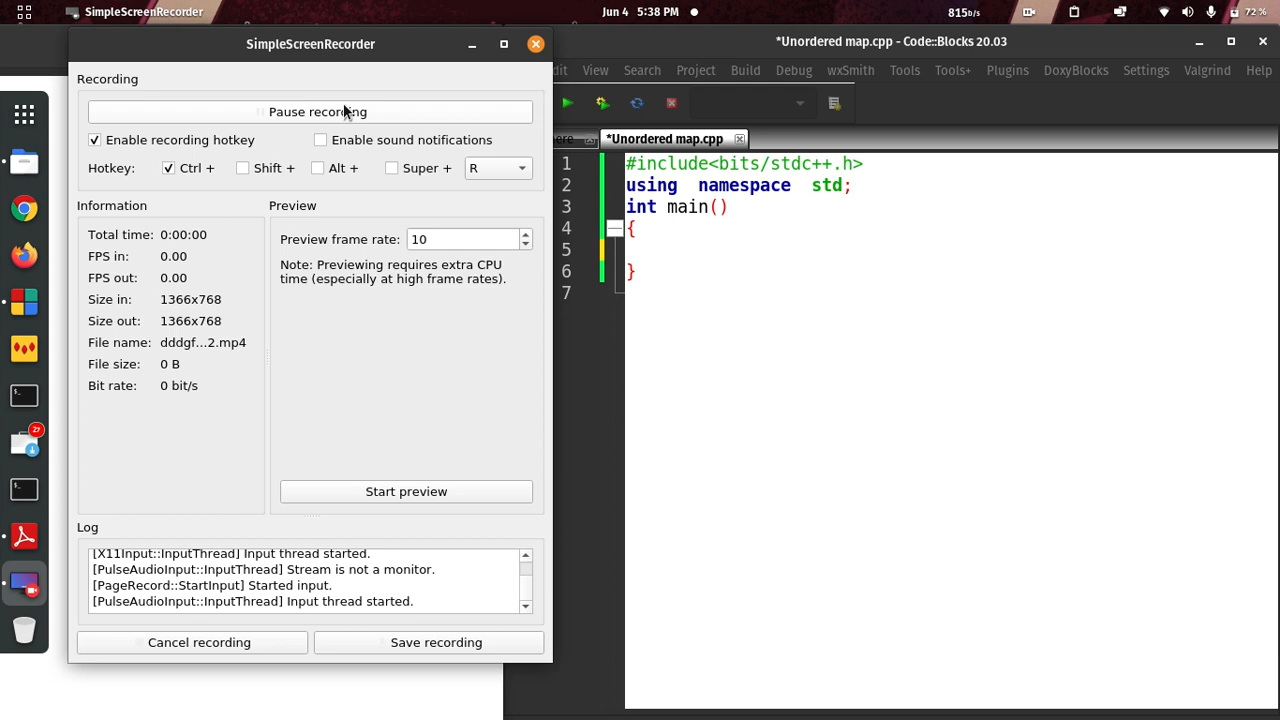 SimpleScreenRecorder
Jun 4 5:38 PM
815b/s
72 %
SimpleScreenRecorder
Recording
Pause recording
Enable recording hotkey
Enable sound notifications
Hotkey: Ctrl + Shift + Alt + Super + R
Information
Total time: 0:00:00
FPS in: 0.00
FPS out: 0.00
Size in: 1366x768
Size out: 1366x768
File name: dddgf...2.mp4
File size: 0 B
Bit rate: 0 bit/s
Preview
Preview frame rate: 10
Note: Previewing requires extra CPU
time (especially at high frame rates).
Start preview
Log
[X11Input::InputThread] Input thread started.
[PulseAudioInput::InputThread] Stream is not a monitor.
[PageRecord::StartInput] Started input.
[PulseAudioInput::InputThread] Input thread started.
Cancel recording
Save recording
27
*Unordered map.cpp - Code::Blocks 20.03
View Search Project Build Debug wxSmith Tools Tools+ Plugins DoxyBlocks Settings Valgrind Help
*Unordered map.cpp
1 #include<bits/stdc++.h>
2 using namespace std;
3 int main()
4 {
5
6 }
7